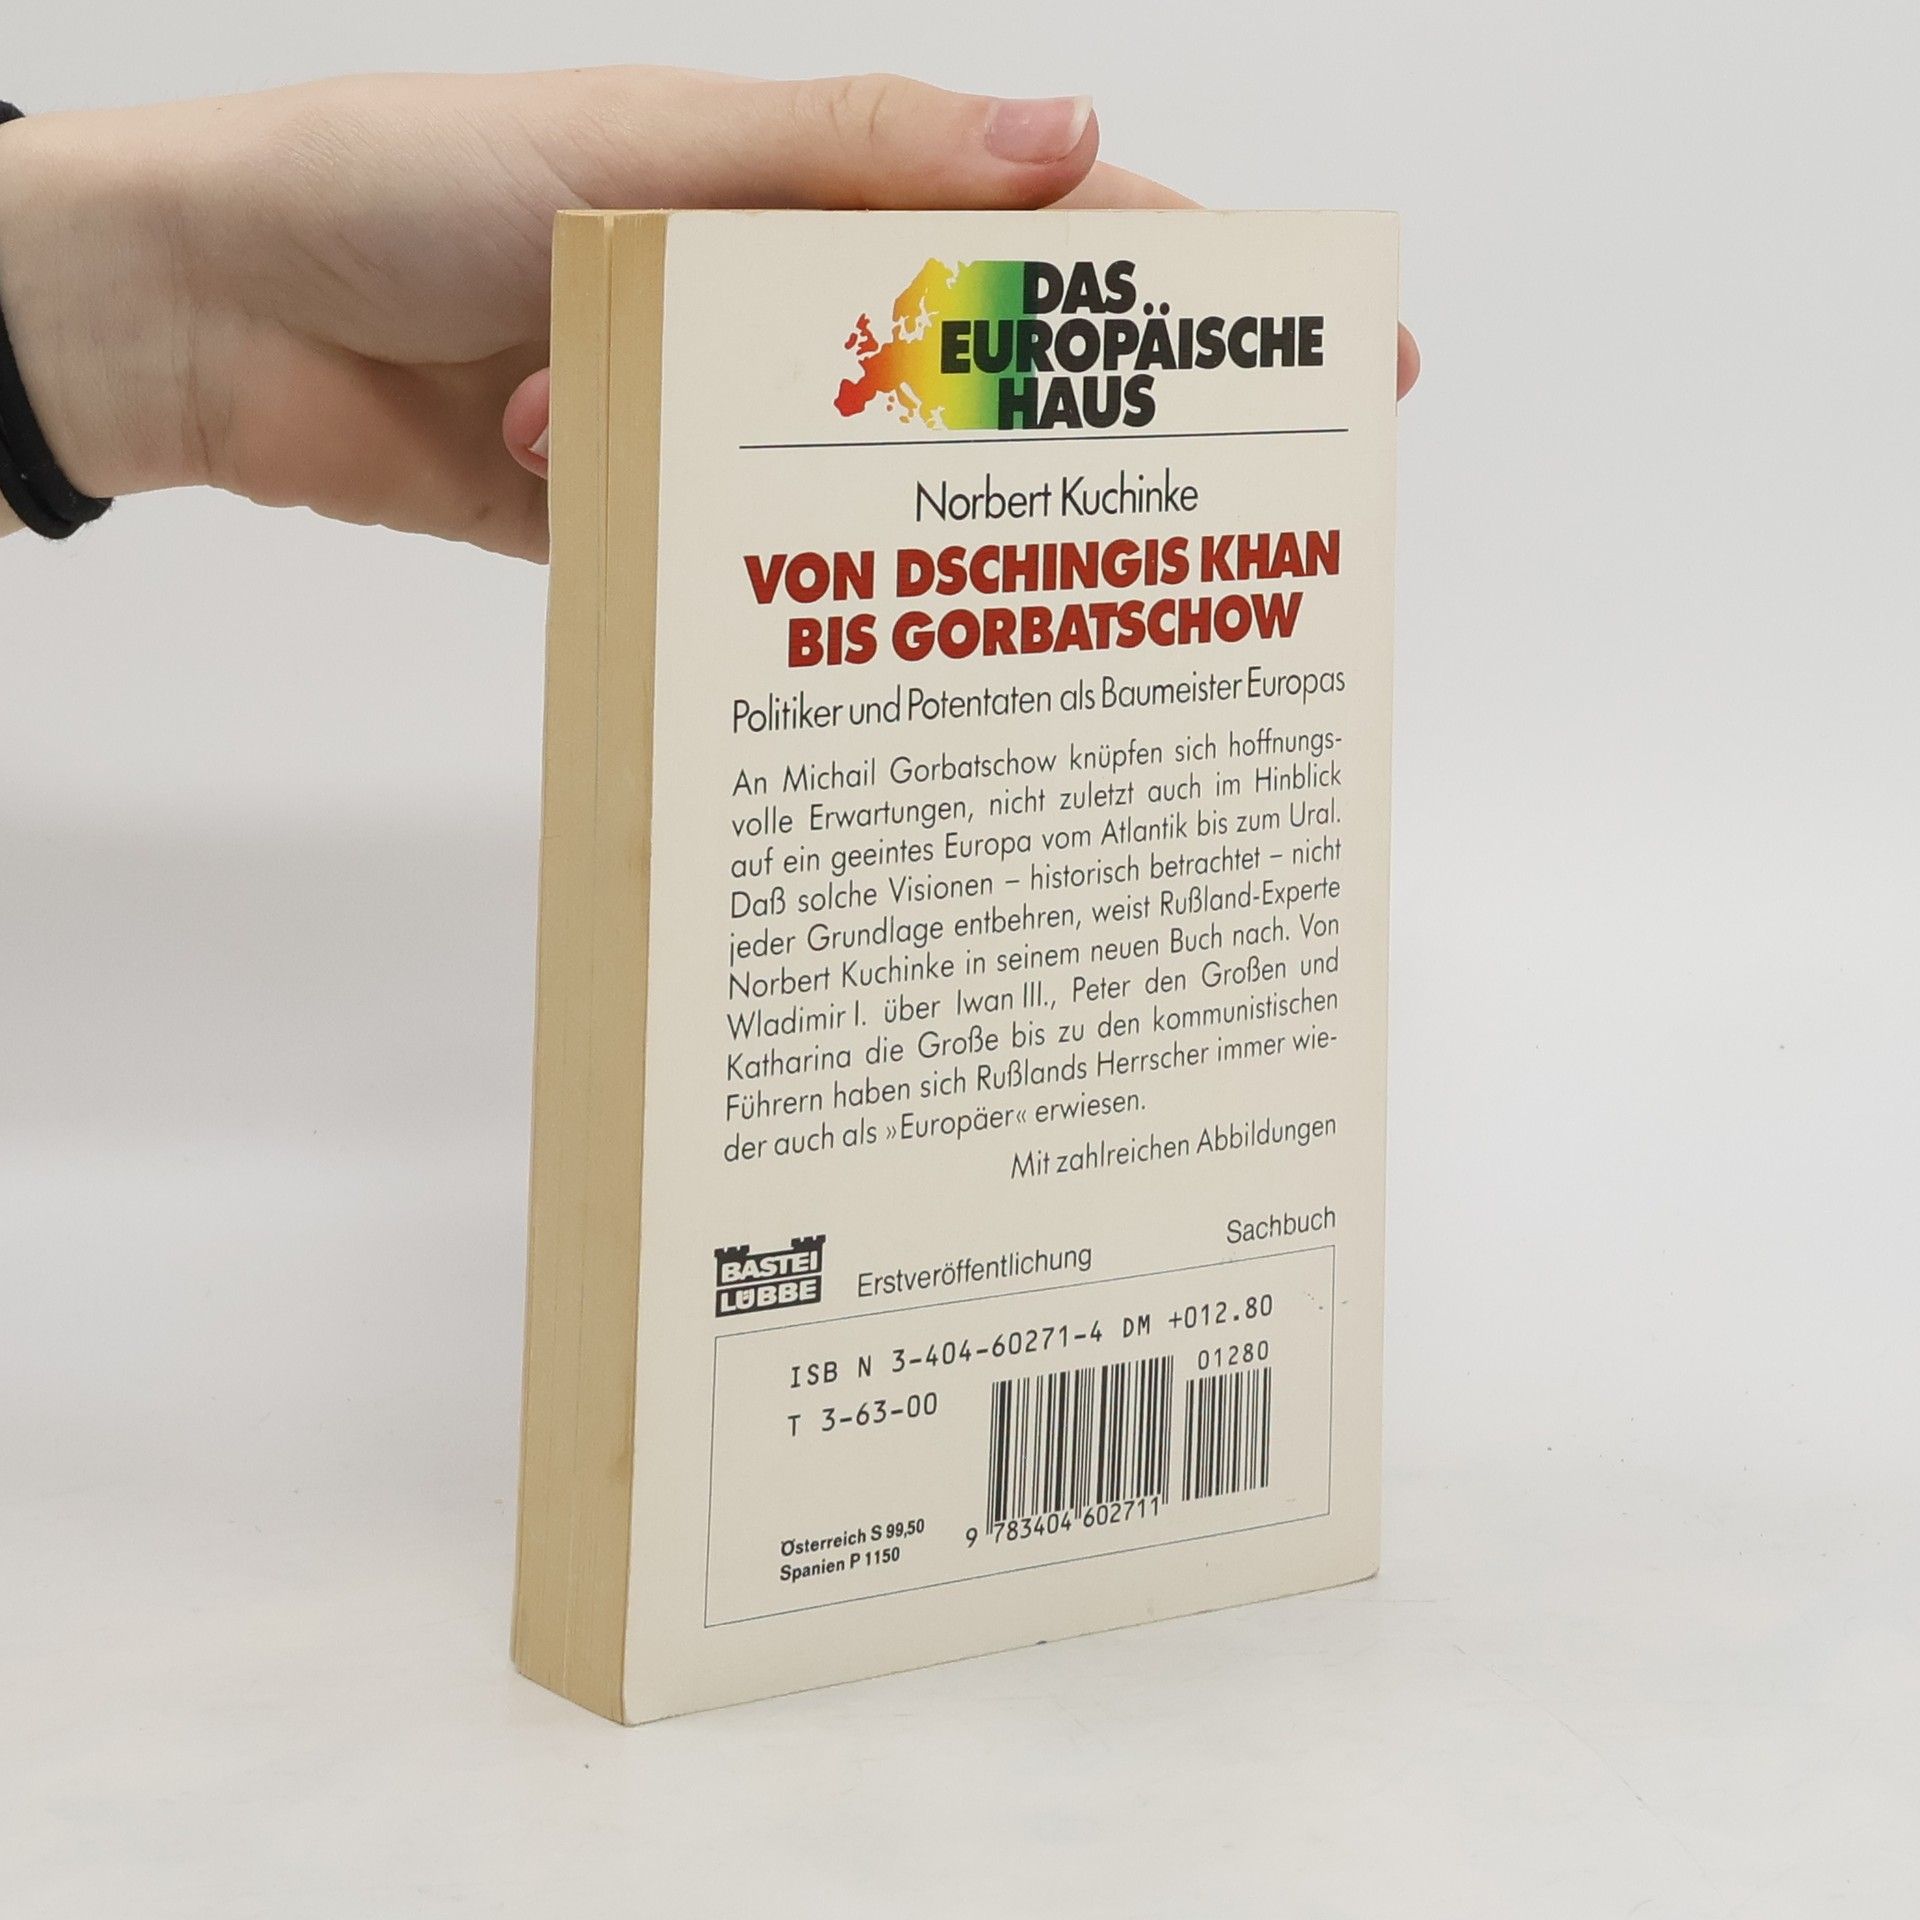 DAS
EUROPÄISCHE
HAUS
Norbert Kuchinke
VON DSCHINGIS KHAN
BIS GORBATSCHOW
Politiker und Potentaten als Baumeister Europas
An Michail Gorbatschow knüpfen sich hoffnungs-
volle Erwartungen, nicht zuletzt auch im Hinblick
auf ein geeintes Europa vom Atlantik bis zum Ural.
Daß solche Visionen – historisch betrachtet – nicht
jeder Grundlage entbehren, weist Rußland-Experte
Norbert Kuchinke in seinem neuen Buch nach. Von
Wladimir I. über Iwan III., Peter den Großen und
Katharina die Große bis zu den kommunistischen
Führern haben sich Rußlands Herrscher immer wie-
der auch als »Europäer« erwiesen.
Mit zahlreichen Abbildungen
Sachbuch
BASTEI
LÜBBE
Erstveröffentlichung
ISB N 3-404-60271-4 DM +012.80
01280
T 3-63-00
9 783404 602711
Österreich S 99,50
Spanien P 1150